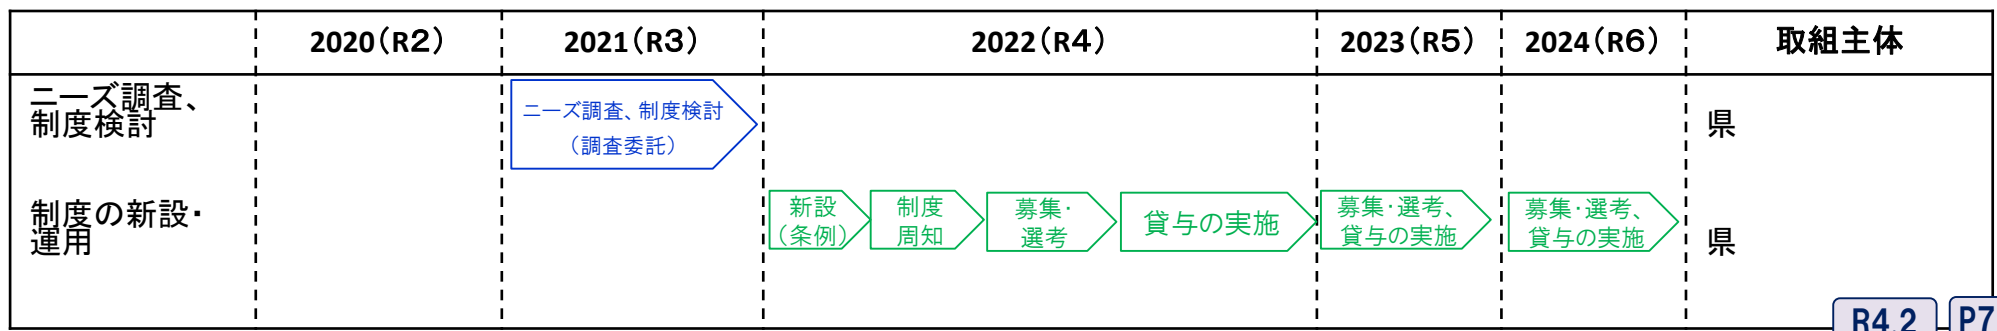 2020(R2) 2021(R3) 2022(R4) 2023(R5) 2024(R6) 取組主体
ニーズ調査、
制度検討
ニーズ調査、制度検討
(調査委託)
県
制度の新設・
運用
新設
(条例)
制度
周知
募集・
選考
貸与の実施
募集・選考、
貸与の実施
募集・選考、
貸与の実施
県
R4.2
P7